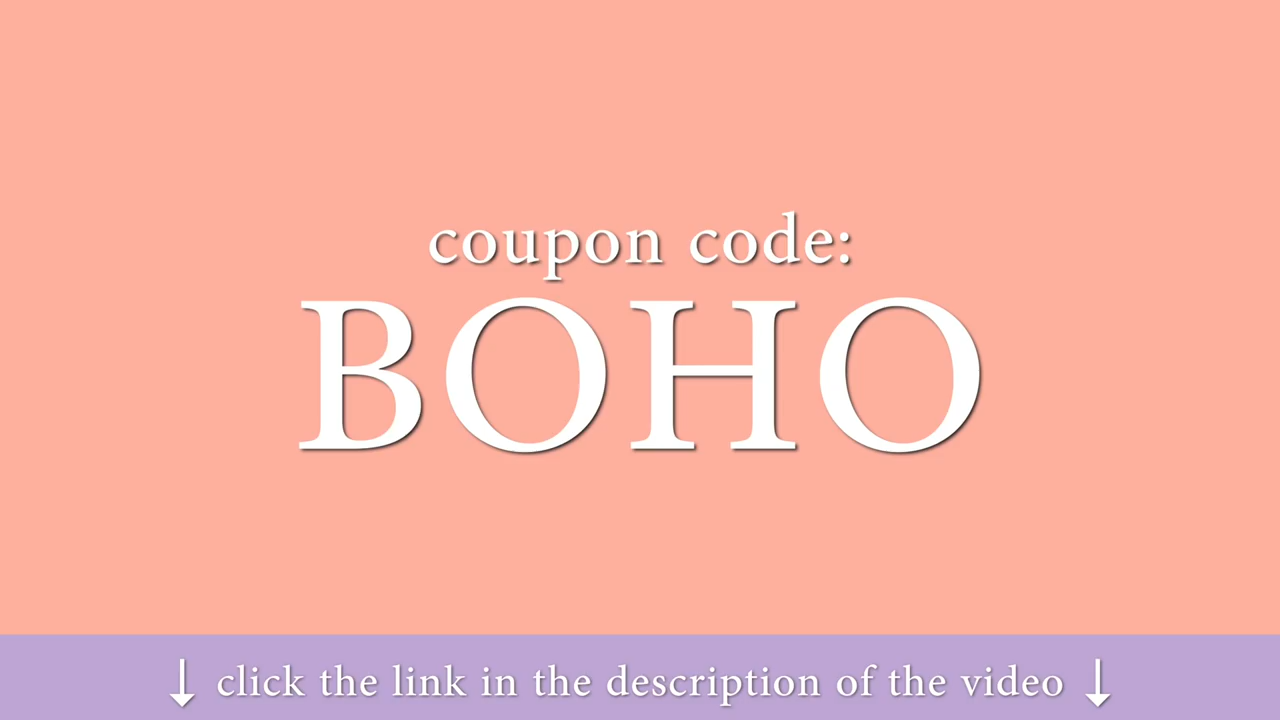 coupon code:
BOHO
↓ click the link in the description of the video ↓